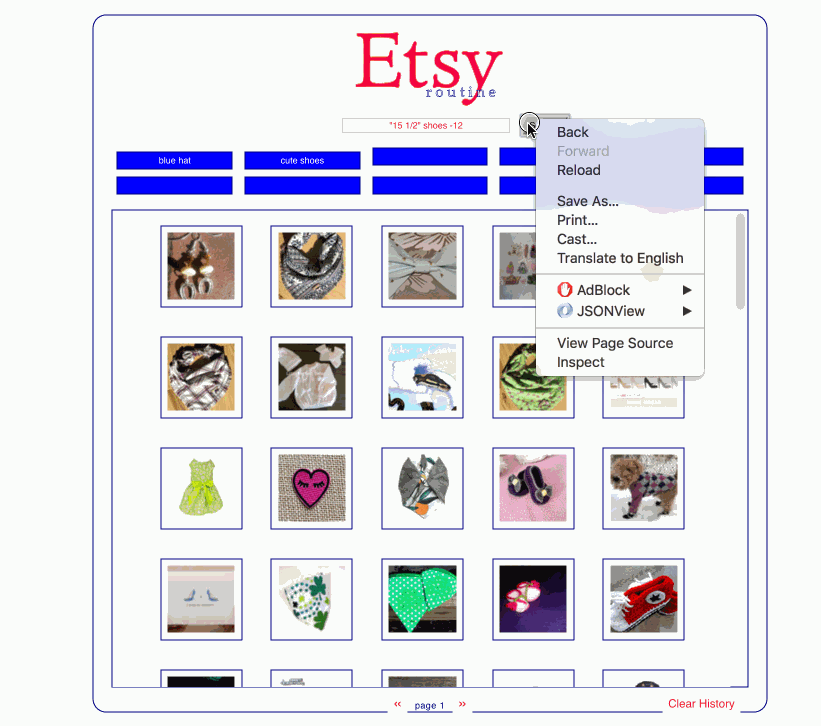 Etsy
routine
"15 1/2" shoes -12
Back
Forward
Reload
Save As...
Print...
Cast...
Translate to English
AdBlock
JSONView
View Page Source
Inspect
blue hat
cute shoes
« page 1 »
Clear History